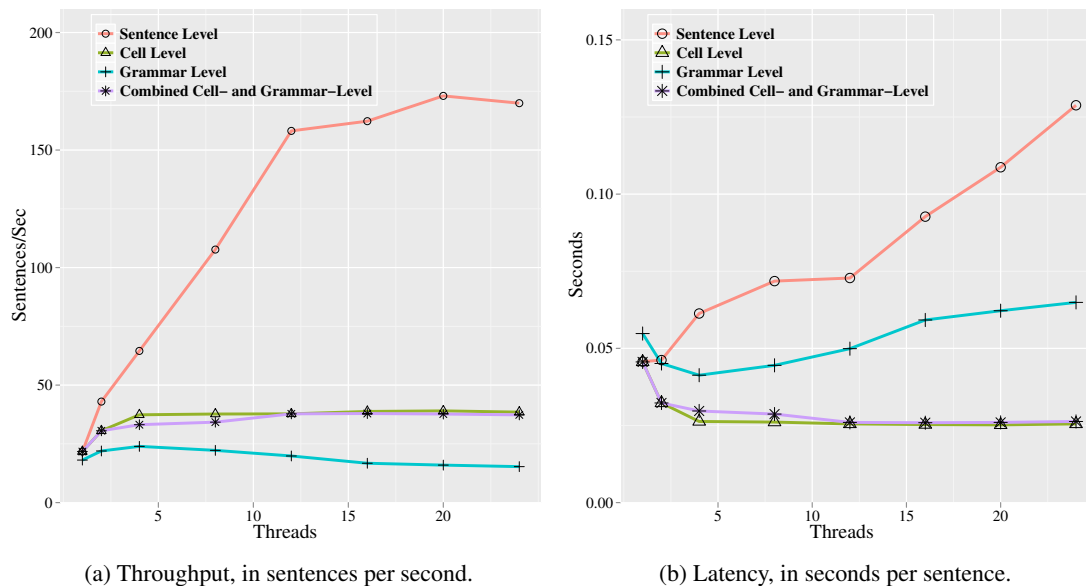 200
150
100
50
0
Sentences/Sec
Sentence Level
Cell Level
Grammar Level
Combined Cell- and Grammar-Level
5
10
15
20
Threads
(a) Throughput, in sentences per second.
0.15
0.10
0.05
0.00
Seconds
Sentence Level
Cell Level
Grammar Level
Combined Cell- and Grammar-Level
5
10
15
20
Threads
(b) Latency, in seconds per sentence.